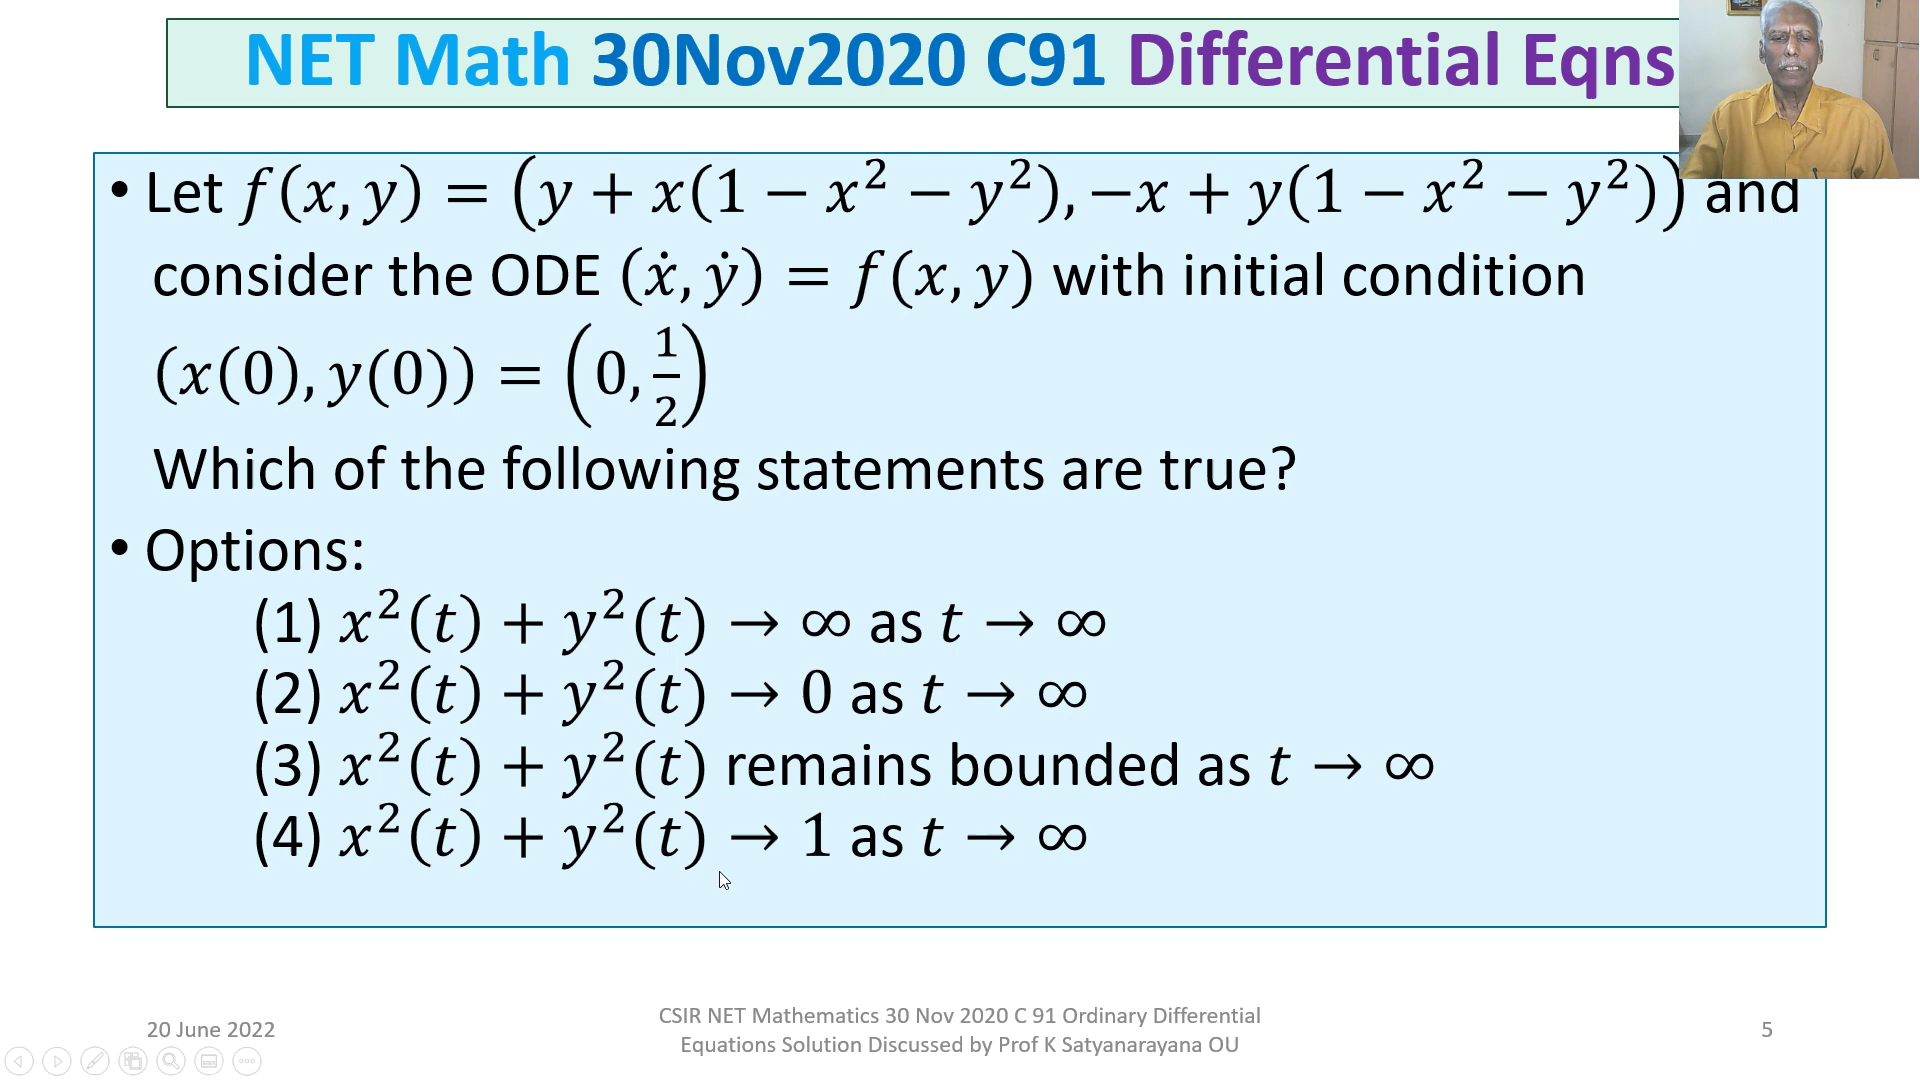 NET Math 30Nov2020 C91 Differential Eqns
• Let f(x, y) = (y + x(1 − x² − y²), −x + y(1 − x² − y²)) and
consider the ODE (ẋ, ẏ) = f(x, y) with initial condition
(x(0), y(0)) = (0, 1/2)
Which of the following statements are true?
• Options:
(1) x²(t) + y²(t) → ∞ as t → ∞
(2) x²(t) + y²(t) → 0 as t → ∞
(3) x²(t) + y²(t) remains bounded as t → ∞
(4) x²(t) + y²(t) → 1 as t → ∞
20 June 2022
CSIR NET Mathematics 30 Nov 2020 C 91 Ordinary Differential
Equations Solution Discussed by Prof K Satyanarayana OU
5